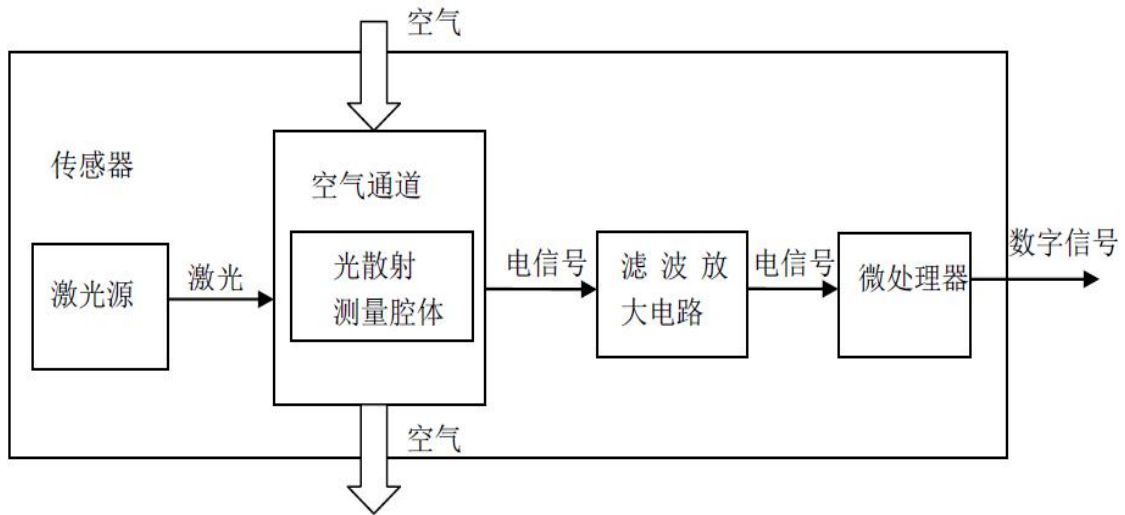 空气
传感器
空气通道
激光源
激光
光散射
测量腔体
电信号
滤波放
大电路
电信号
微处理器
数字信号
空气